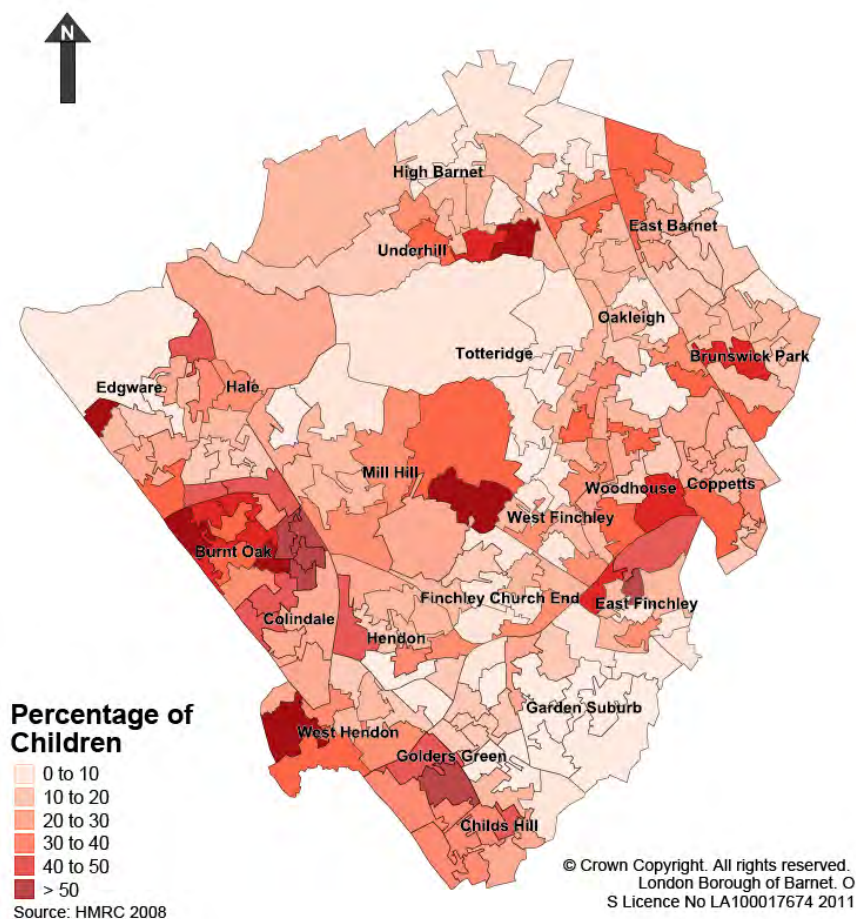 N
High Barnet
East Barnet
Underhill
Oakleigh
Totteridge
Brunswick Park
Edgware
Hale
Mill Hill
Woodhouse
Coppetts
West Finchley
Burnt Oak
Finchley Church End
East Finchley
Colindale
Hendon
Garden Suburb
West Hendon
Golders Green
Childs Hill
Percentage of
Children
0 to 10
10 to 20
20 to 30
30 to 40
40 to 50
> 50
Source: HMRC 2008
© Crown Copyright. All rights reserved.
London Borough of Barnet. O
S Licence No LA100017674 2011